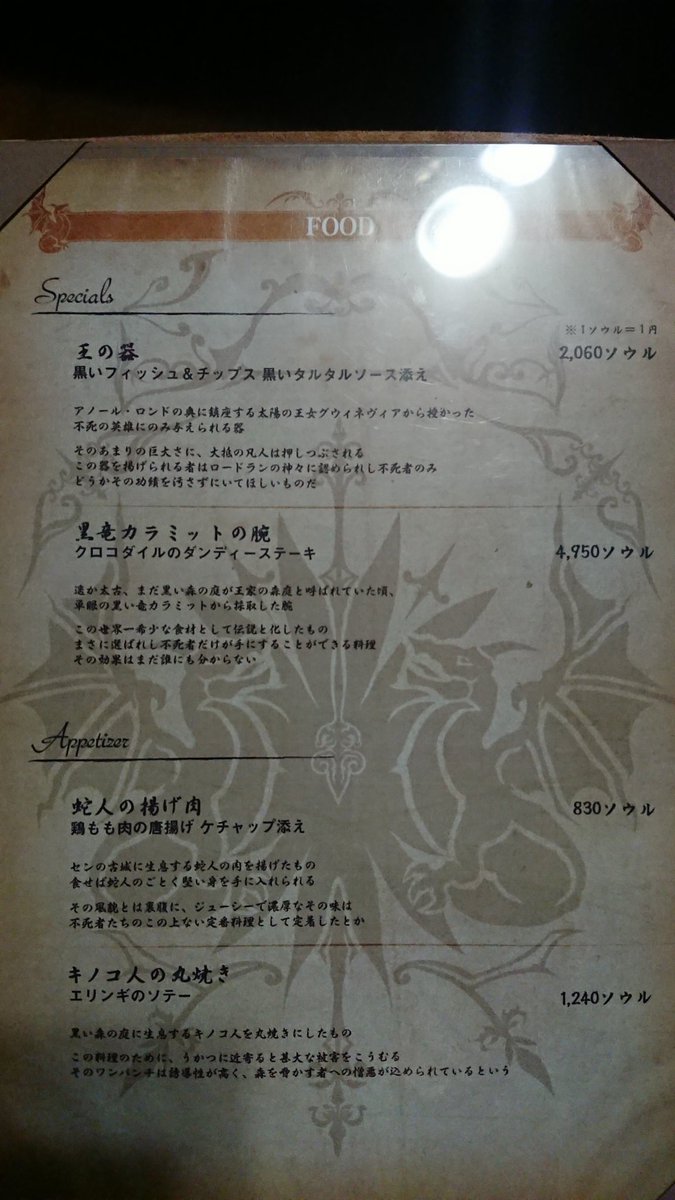 FOOD
Specials
※1ソウル＝1円
王の器
2,060ソウル
黒いフィッシュ＆チップス 黒いタルタルソース添え
アノール・ロンドの奥に鎮座する太陽の王女グウィネヴィアから授かった
不死の英雄にのみ与えられる器
そのあまりの巨大さに、大抵の凡人は押しつぶされる
この器を掲げられる者はロードランの神々に認められし不死者のみ
どうかその功績を汚さずにいてほしいものだ
黒竜カラミットの腕
クロコダイルのダンディーステーキ
4,950ソウル
遥か太古、まだ黒い森の庭が王家の森庭と呼ばれていた頃、
単眼の黒い竜カラミットから採取した腕
この世界一希少な食材として伝説と化したもの
まさに選ばれし不死者だけが手にすることができる料理
その効果はまだ誰にも分からない
Appetizer
蛇人の揚げ肉
830ソウル
鶏もも肉の唐揚げ ケチャップ添え
センの古城に生息する蛇人の肉を揚げたもの
食せば蛇人のごとく堅い身を手に入れられる
その風貌とは裏腹に、ジューシーで濃厚なその味は
不死者たちのこの上ない定番料理として定着したとか
キノコ人の丸焼き
エリンギのソテー
1,240ソウル
黒い森の庭に生息するキノコ人を丸焼きにしたもの
この料理のために、うかつに近寄ると甚大な被害をこうむる
そのワンパンチは誘導性が高く、森を脅かす者への憎悪が込められているという